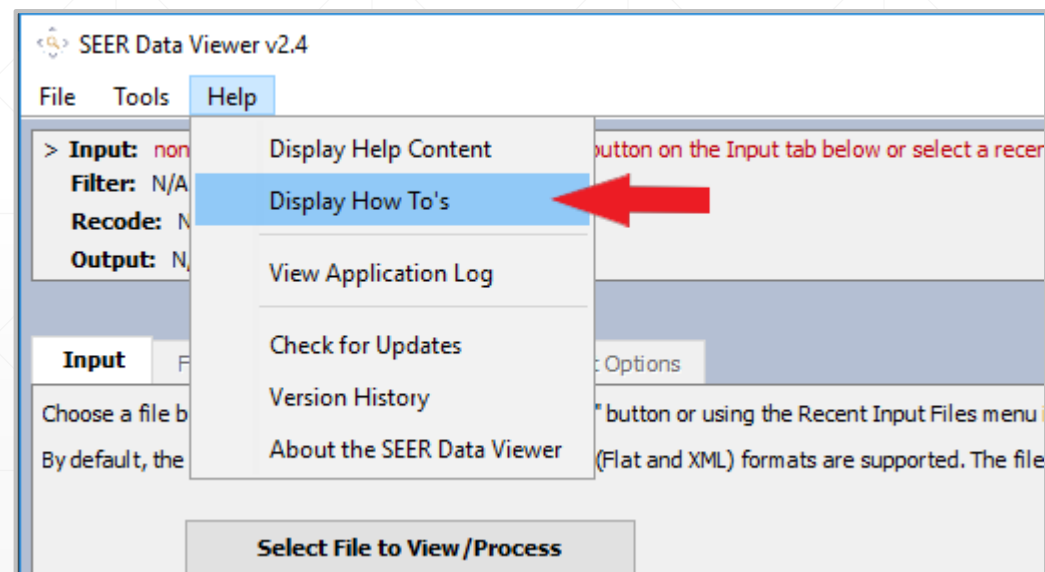 SEER Data Viewer v2.4
File Tools Help
> Input: non
Display Help Content
button on the Input tab below or select a recen
Filter: N/A
Display How To's
Recode: N
Output: N/
View Application Log
Check for Updates
Input F
t Options
Version History
Choose a file b
" button or using the Recent Input Files menu i
About the SEER Data Viewer
By default, the
(Flat and XML) formats are supported. The file
Select File to View/Process